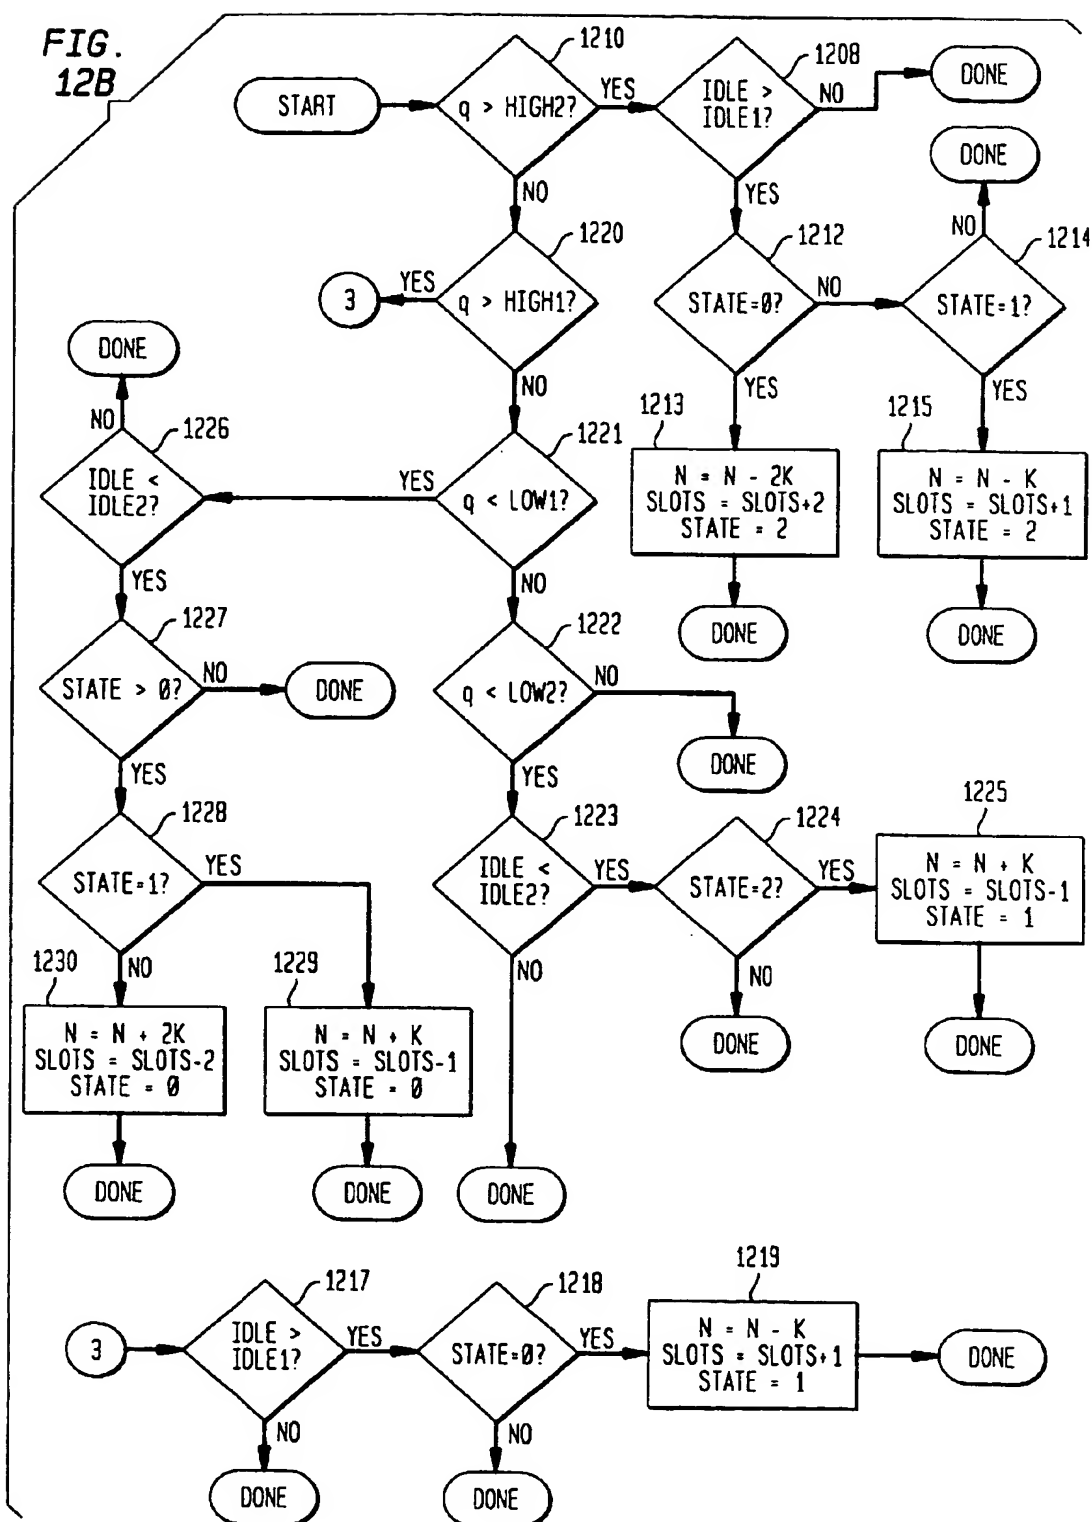 FIG.
12B
1210
1208
START
q > HIGH2?
YES
IDLE >
IDLE1?
NO
DONE
NO
YES
DONE
1220
1212
NO
1214
3
YES
q > HIGH1?
STATE=0?
NO
STATE=1?
DONE
NO
YES
YES
NO
1226
1221
1213
1215
IDLE <
IDLE2?
YES
q < LOW1?
N = N - 2K
SLOTS = SLOTS+2
STATE = 2
N = N - K
SLOTS = SLOTS+1
STATE = 2
YES
NO
1227
1222
DONE
DONE
STATE > 0?
NO
DONE
q < LOW2?
NO
DONE
YES
YES
1228
1223
1224
1225
STATE=1?
YES
IDLE <
IDLE2?
YES
STATE=2?
YES
N = N + K
SLOTS = SLOTS-1
STATE = 1
NO
NO
NO
1230
1229
N = N + 2K
SLOTS = SLOTS-2
STATE = 0
N = N + K
SLOTS = SLOTS-1
STATE = 0
DONE
DONE
DONE
DONE
DONE
1217
1218
1219
3
IDLE >
IDLE1?
YES
STATE=0?
YES
N = N - K
SLOTS = SLOTS+1
STATE = 1
DONE
NO
NO
DONE
DONE